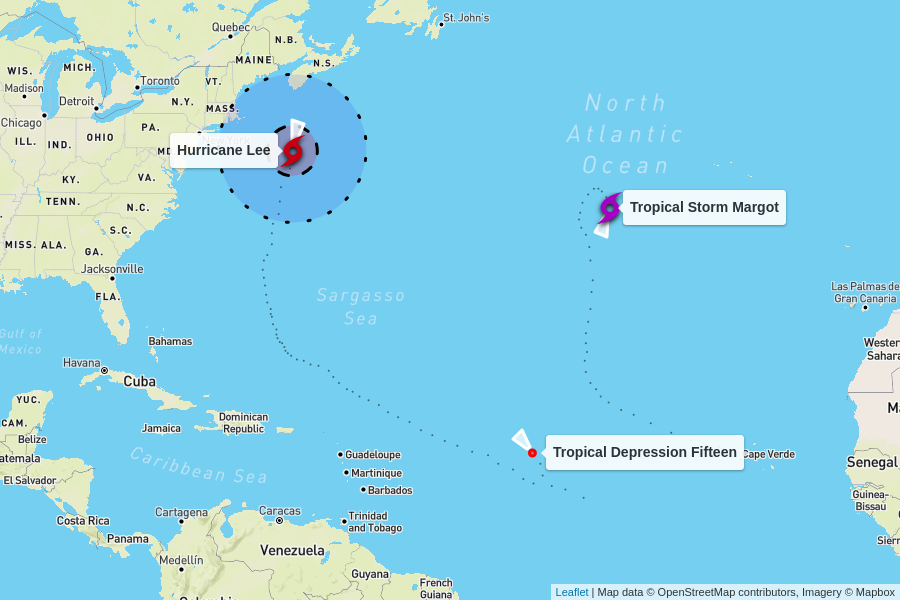 St. John's
Quebec
N.B.
MAINE
N.S.
WIS.
MICH.
Toronto
VT.
Madison
Detroit
N.Y.
MASS.
Chicago
ILL.
IND.
OHIO
PA.
MD
KY.
VA.
TENN.
N.C.
S.C.
MISS.
ALA.
GA.
Jacksonville
FLA.
North
Atlantic
Ocean
Hurricane Lee
Tropical Storm Margot
Sargasso
Sea
Las Palmas de
Gran Canaria
Gulf of
Mexico
Bahamas
Western
Sahara
Havana
Cuba
YUC.
CAM.
Belize
atemala
El Salvador
Jamaica
Dominican
Republic
Ma
Tropical Depression Fifteen
Cape Verde
Guadeloupe
Martinique
Barbados
Caribbean Sea
Senegal
Guinea-
Bissau
Sierr
Costa Rica
Panama
Cartagena
Caracas
Trinidad
and Tobago
Medellín
Venezuela
Guyana
French
Guiana
Leaflet | Map data © OpenStreetMap contributors, Imagery © Mapbox